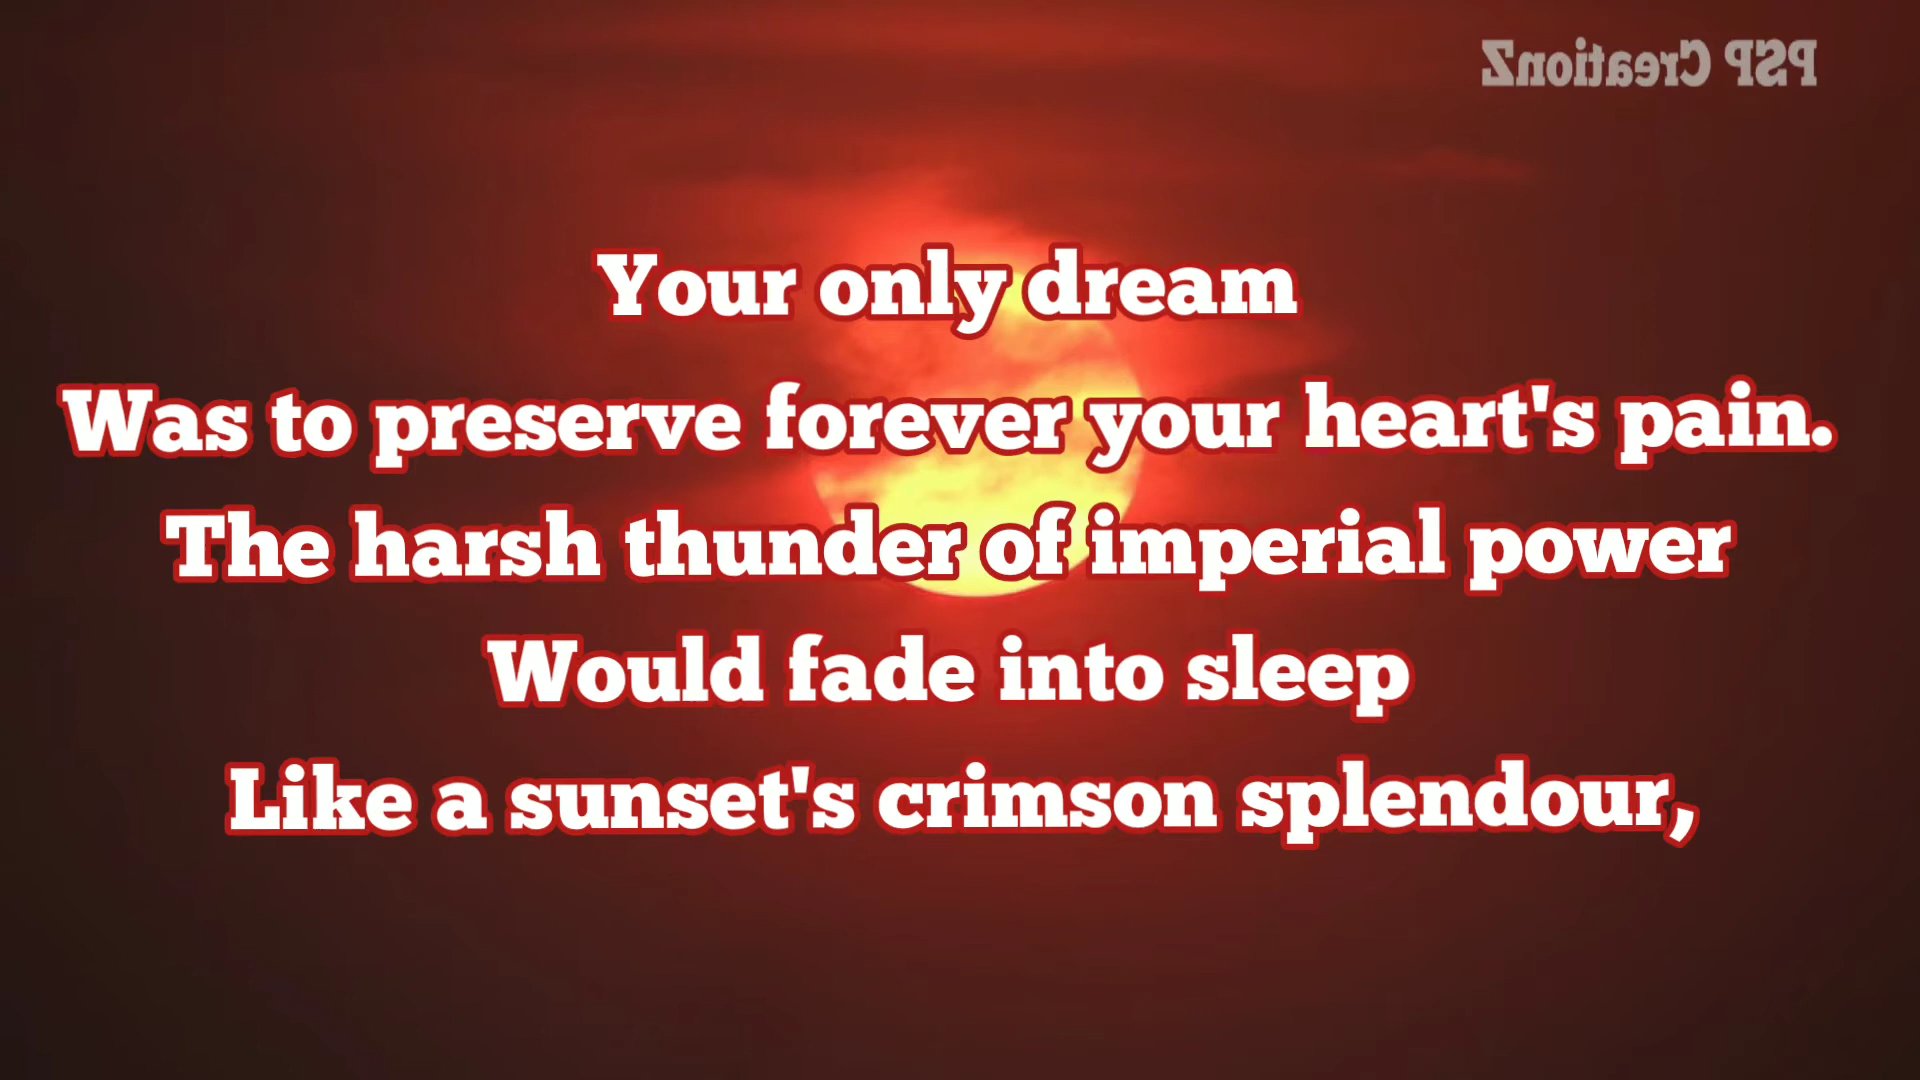 PSP CreationZ
Your only dream
Was to preserve forever your heart's pain.
The harsh thunder of imperial power
Would fade into sleep
Like a sunset's crimson splendour,